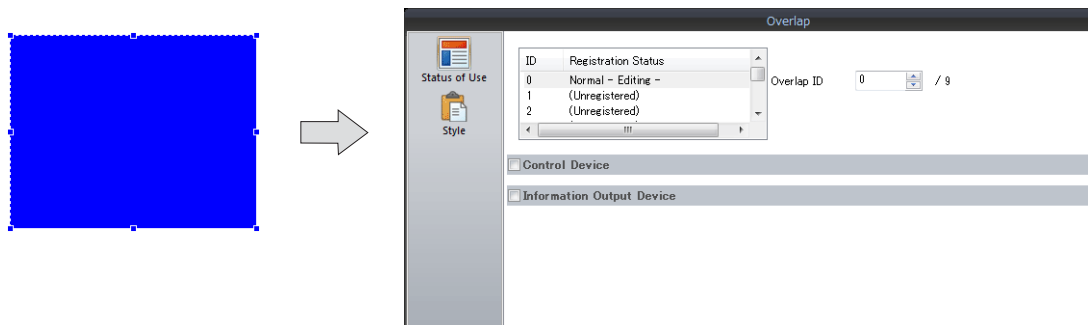 Overlap
Status of Use
Style
ID Registration Status
0 Normal - Editing -
1 (Unregistered)
2 (Unregistered)
Overlap ID 0 / 9
Control Device
Information Output Device